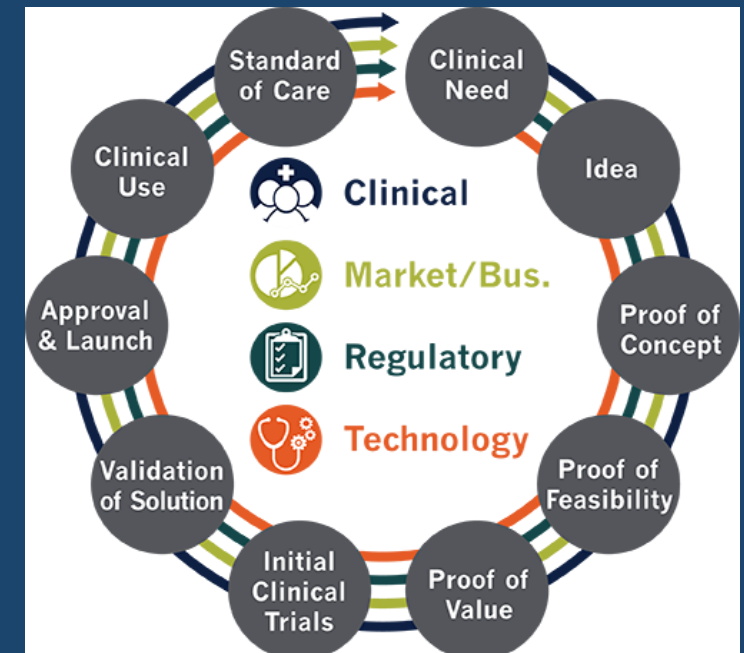 Clinical
Need
Idea
Proof of
Concept
Proof of
Feasibility
Proof of
Value
Initial
Clinical
Trials
Validation
of Solution
Approval
& Launch
Clinical
Use
Standard
of Care
Clinical
Market/Bus.
Regulatory
Technology